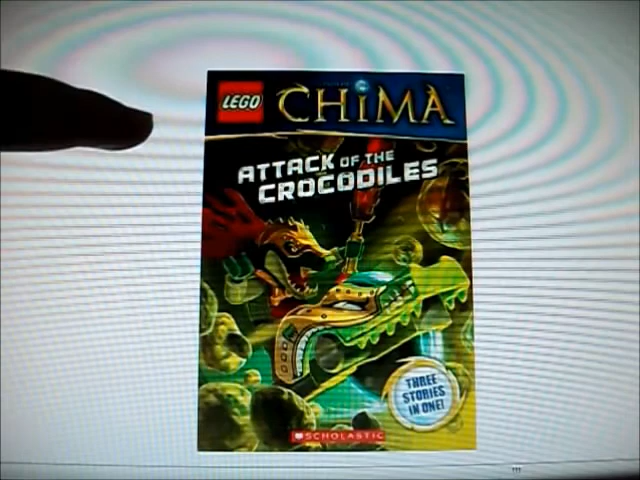 LEGO
CHIMA
ATTACK OF THE
CROCODILES
THREE
STORIES
IN ONE!
SCHOLASTIC